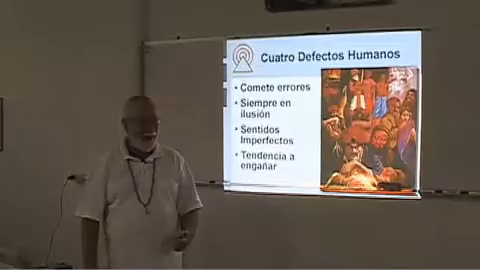 Cuatro Defectos Humanos
• Comete errores
• Siempre en
ilusión
• Sentidos
Imperfectos
• Tendencia a
engañar